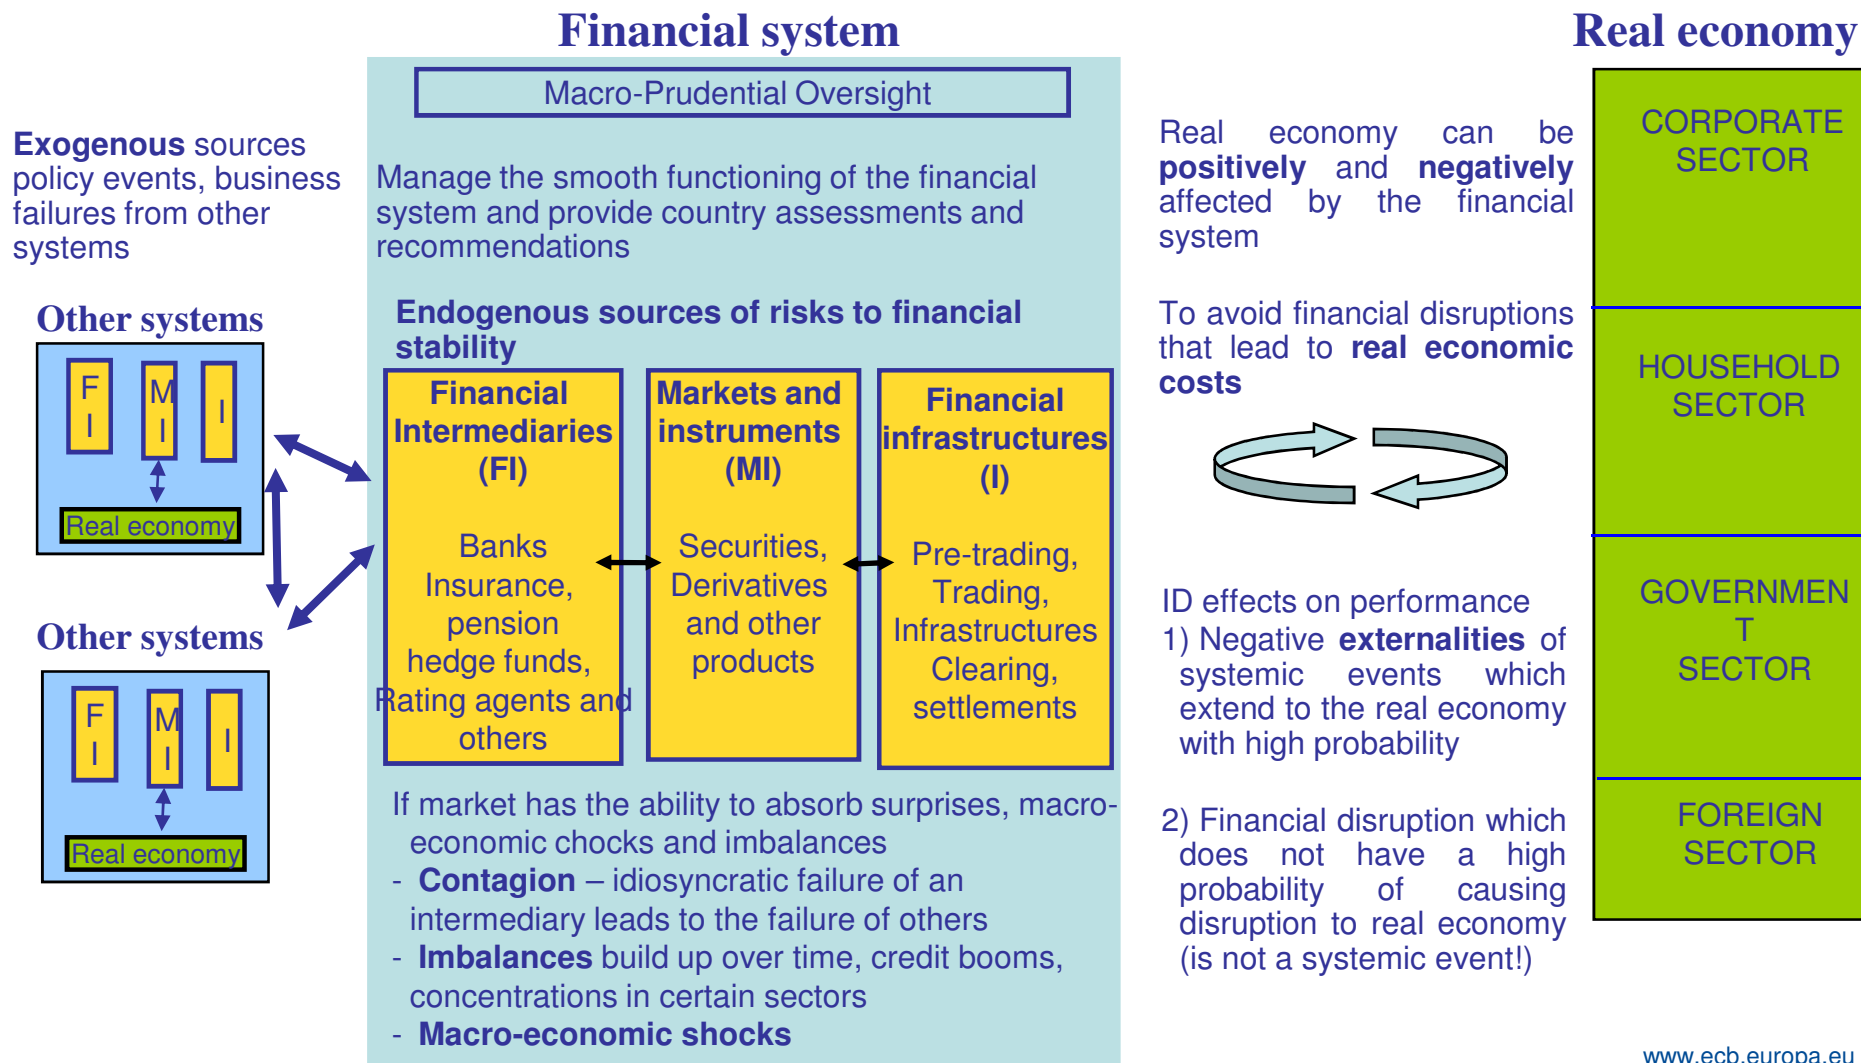 Financial system
Real economy
Macro-Prudential Oversight
Exogenous sources
policy events, business
failures from other
systems
Manage the smooth functioning of the financial
system and provide country assessments and
recommendations
Endogenous sources of risks to financial
stability
Other systems
F
I
M
I
I
Real economy
Other systems
F
I
M
I
I
Real economy
Financial
Intermediaries
(FI)
Banks
Insurance,
pension
hedge funds,
Rating agents and
others
Markets and
instruments
(MI)
Securities,
Derivatives
and other
products
Financial
infrastructures
(I)
Pre-trading,
Trading,
Infrastructures
Clearing,
settlements
If market has the ability to absorb surprises, macro-
economic chocks and imbalances
- Contagion – idiosyncratic failure of an
intermediary leads to the failure of others
- Imbalances build up over time, credit booms,
concentrations in certain sectors
- Macro-economic shocks
Real economy can be
positively and negatively
affected by the financial
system
To avoid financial disruptions
that lead to real economic
costs
ID effects on performance
1) Negative externalities of
systemic events which
extend to the real economy
with high probability
2) Financial disruption which
does not have a high
probability of causing
disruption to real economy
(is not a systemic event!)
CORPORATE
SECTOR
HOUSEHOLD
SECTOR
GOVERNMEN
T
SECTOR
FOREIGN
SECTOR
www.ecb.europa.eu